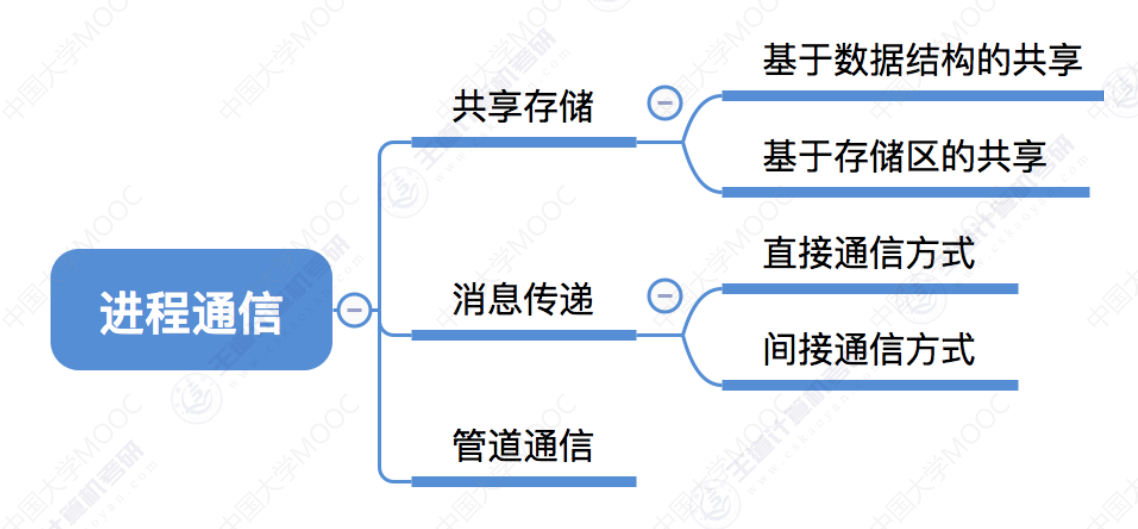 基于数据结构的共享
共享存储
基于存储区的共享
直接通信方式
进程通信
消息传递
间接通信方式
管道通信
中国大学MOOC
王道计算机考研
www.cskaoyan.com